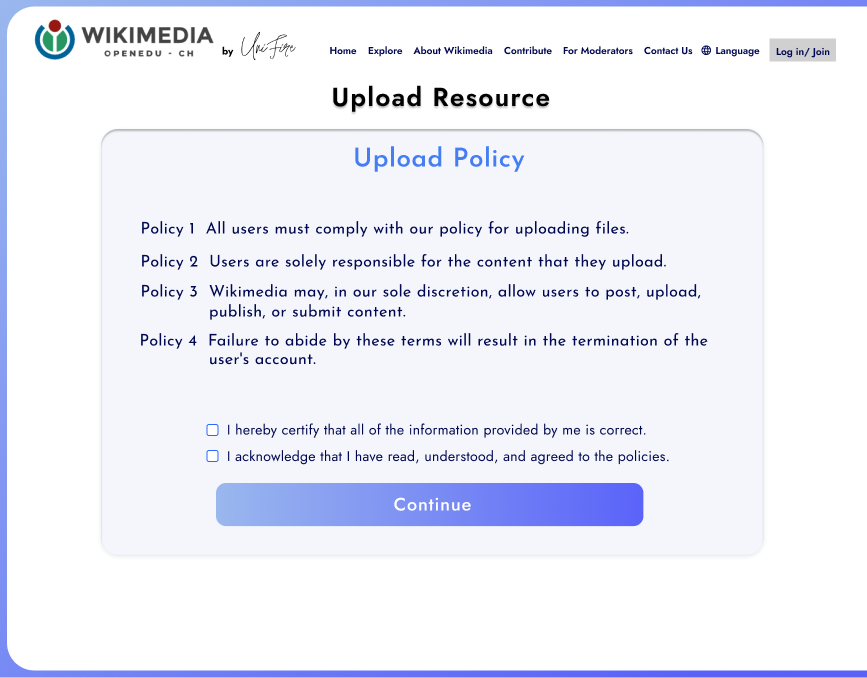 WIKIMEDIA
OPENEDU - CH
by UniFire
Home Explore About Wikimedia Contribute For Moderators Contact Us Language Log in/ Join
Upload Resource
Upload Policy
Policy 1 All users must comply with our policy for uploading files.
Policy 2 Users are solely responsible for the content that they upload.
Policy 3 Wikimedia may, in our sole discretion, allow users to post, upload,
publish, or submit content.
Policy 4 Failure to abide by these terms will result in the termination of the
user's account.
I hereby certify that all of the information provided by me is correct.
I acknowledge that I have read, understood, and agreed to the policies.
Continue